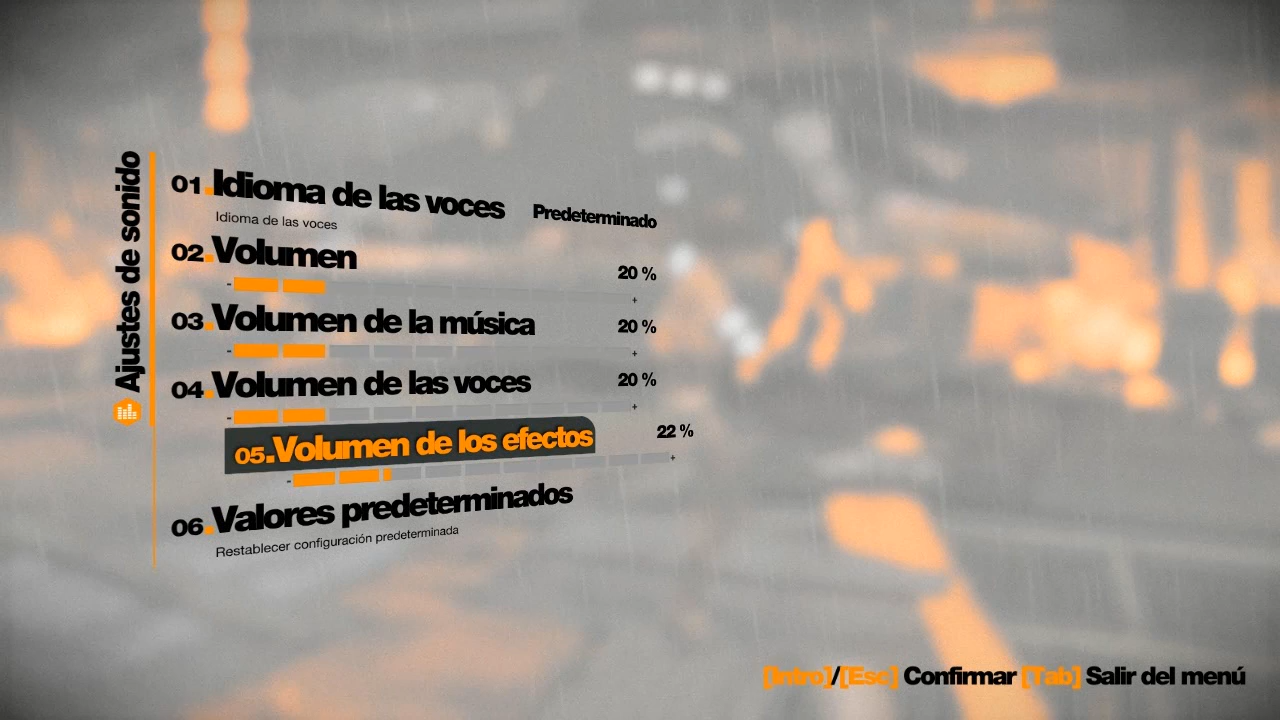 Ajustes de sonido
01.Idioma de las voces Predeterminado
Idioma de las voces
02.Volumen 20 %
- +
03.Volumen de la música 20 %
- +
04.Volumen de las voces 20 %
- +
05.Volumen de los efectos 22 %
- +
06.Valores predeterminados
Restablecer configuración predeterminada
[Intro]/[Esc] Confirmar [Tab] Salir del menú